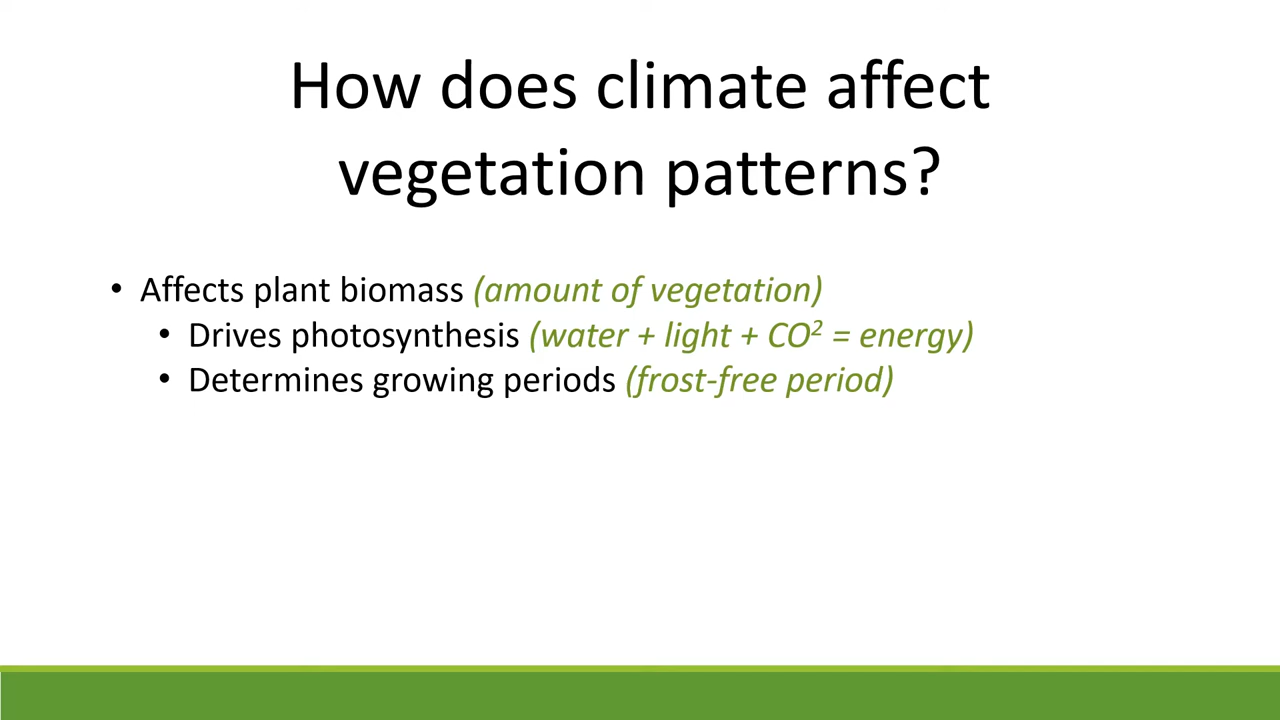 How does climate affect
vegetation patterns?
• Affects plant biomass (amount of vegetation)
• Drives photosynthesis (water + light + CO² = energy)
• Determines growing periods (frost-free period)